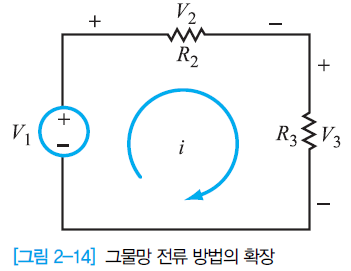 + V₂ −
R₂
+
V₁ + − i R₃ V₃
−
[그림 2-14] 그물망 전류 방법의 확장